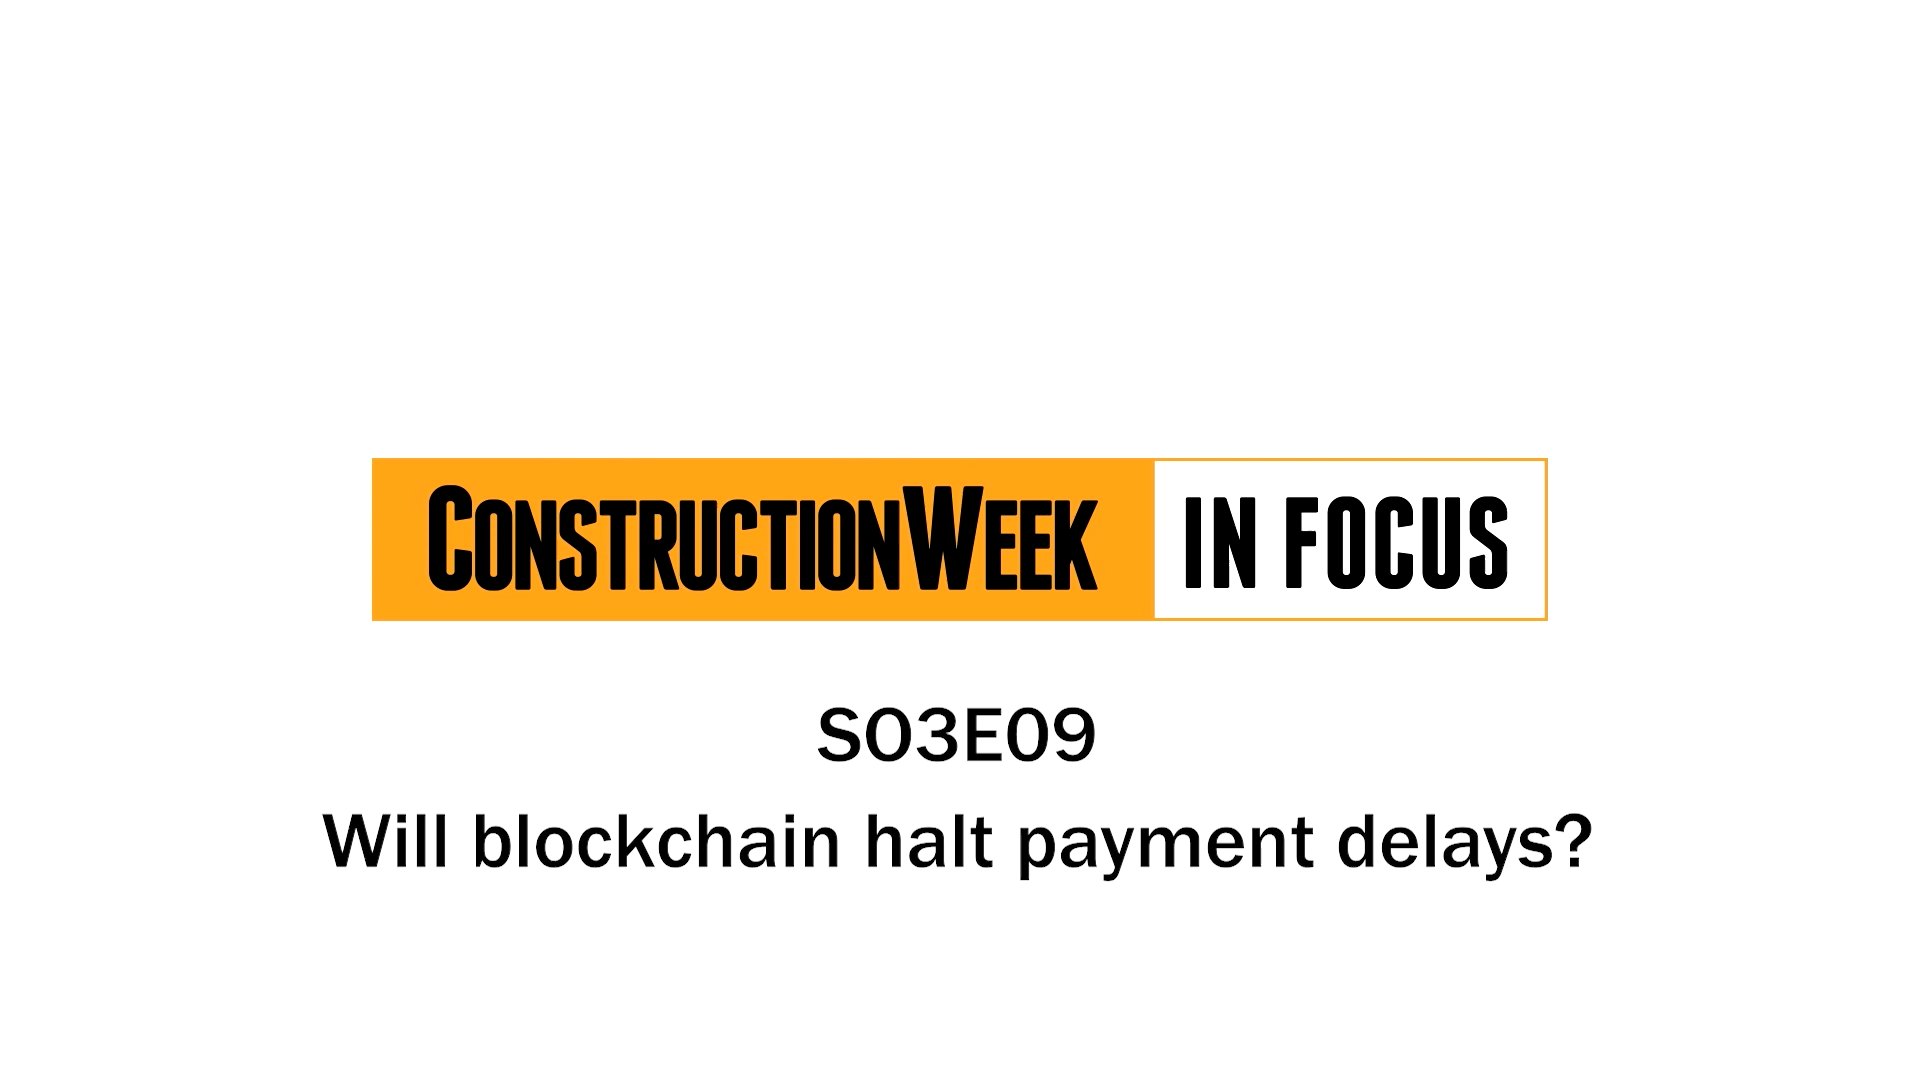 CONSTRUCTIONWEEK IN FOCUS
S03E09
Will blockchain halt payment delays?